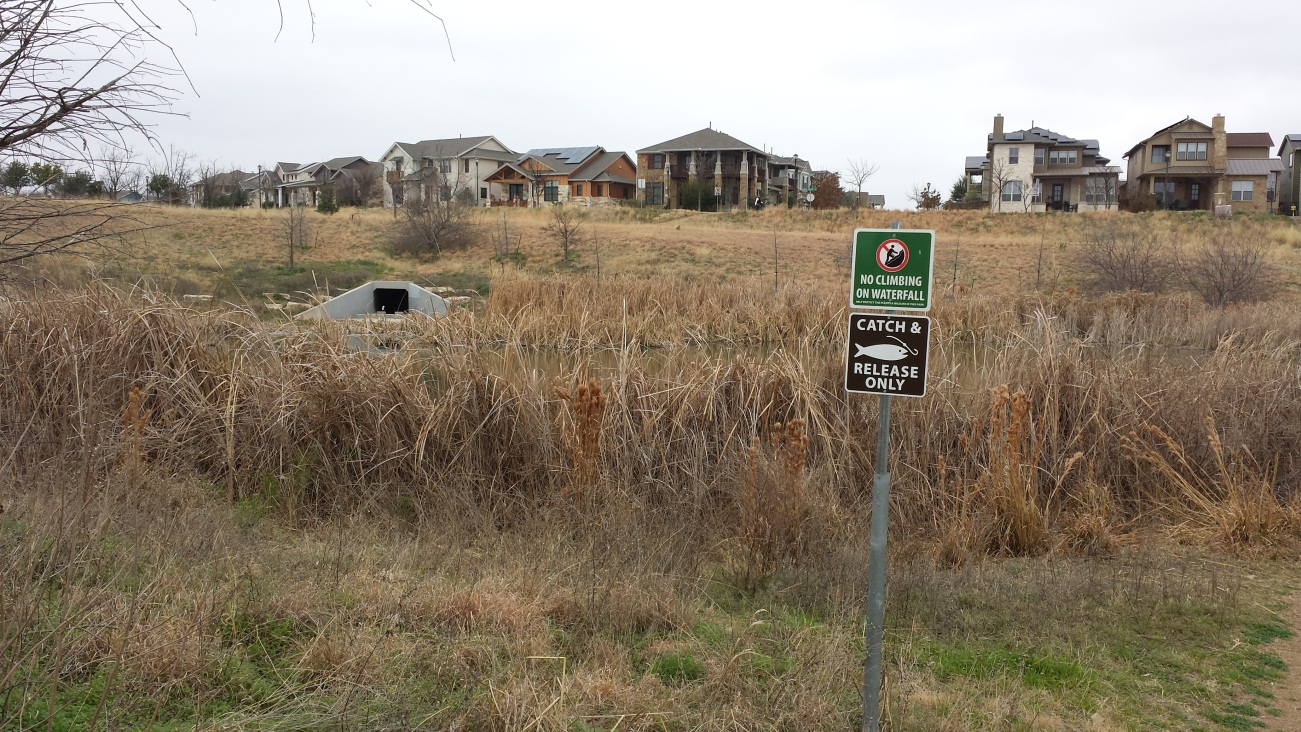 NO CLIMBING
ON WATERFALL
CATCH &
RELEASE
ONLY